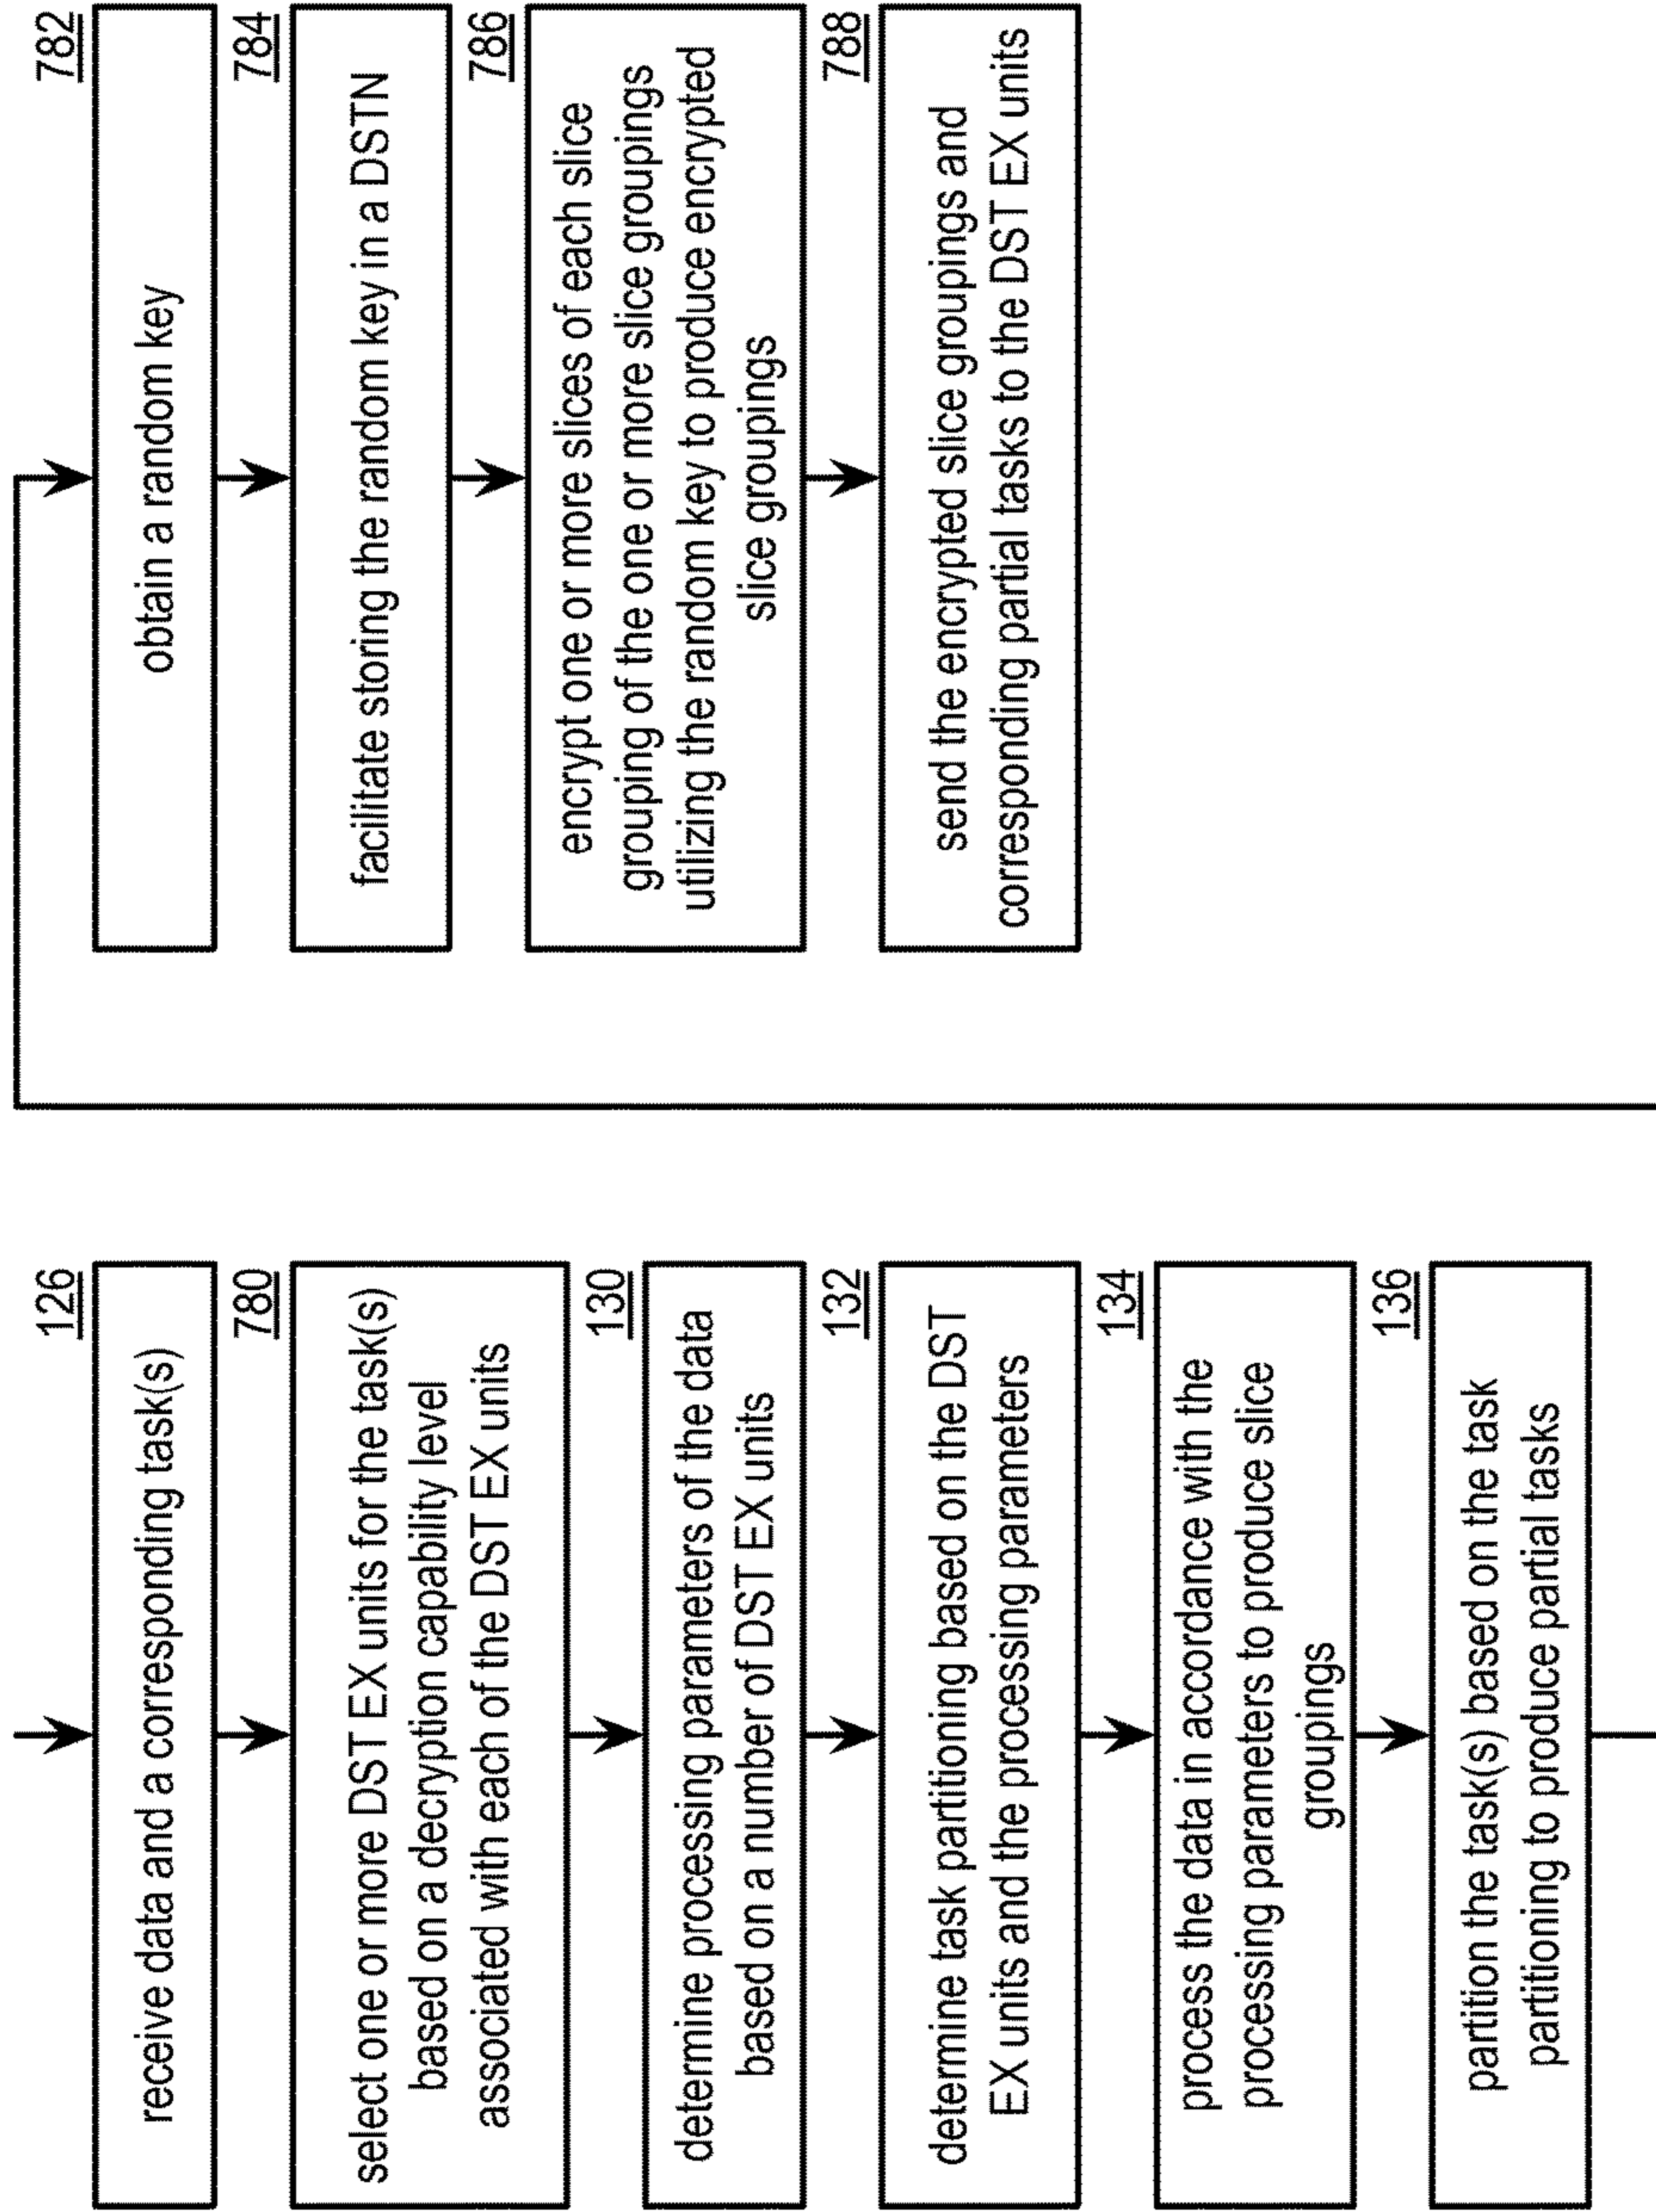 126
receive data and a corresponding task(s)
780
select one or more DST EX units for the task(s)
based on a decryption capability level
associated with each of the DST EX units
130
determine processing parameters of the data
based on a number of DST EX units
132
determine task partitioning based on the DST
EX units and the processing parameters
134
process the data in accordance with the
processing parameters to produce slice
groupings
136
partition the task(s) based on the task
partitioning to produce partial tasks
782
obtain a random key
784
facilitate storing the random key in a DSTN
786
encrypt one or more slices of each slice
grouping of the one or more slice groupings
utilizing the random key to produce encrypted
slice groupings
788
send the encrypted slice groupings and
corresponding partial tasks to the DST EX units